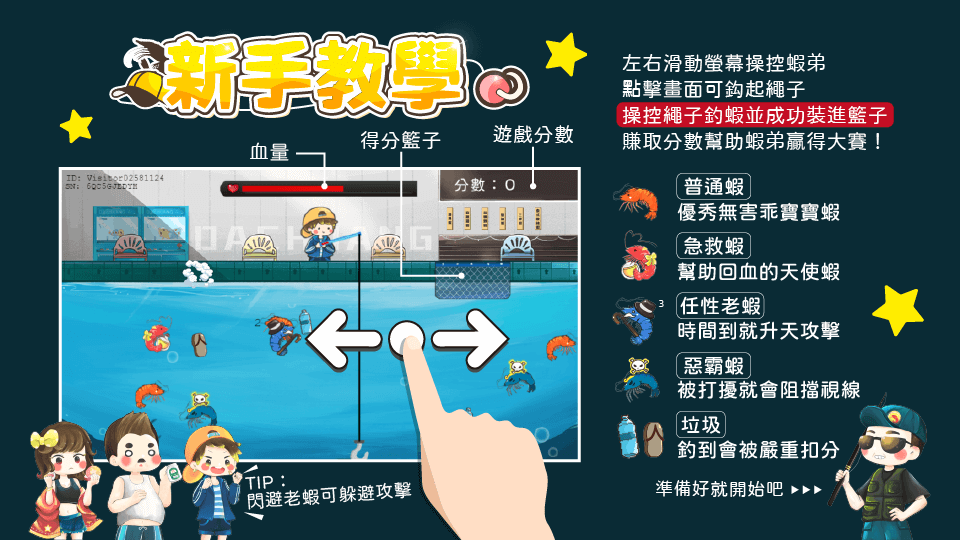 新手教學
左右滑動螢幕操控蝦弟
點擊畫面可鈎起繩子
操控繩子釣蝦並成功裝進籃子
賺取分數幫助蝦弟贏得大賽！
血量
得分籃子
遊戲分數
ID: Visitor02581124
SN: 6QC5GJEDYH
分數：0
2
普通蝦
優秀無害乖寶寶蝦
急救蝦
幫助回血的天使蝦
3
任性老蝦
時間到就升天攻擊
惡霸蝦
被打擾就會阻擋視線
垃圾
釣到會被嚴重扣分
TIP：
閃避老蝦可躲避攻擊
準備好就開始吧